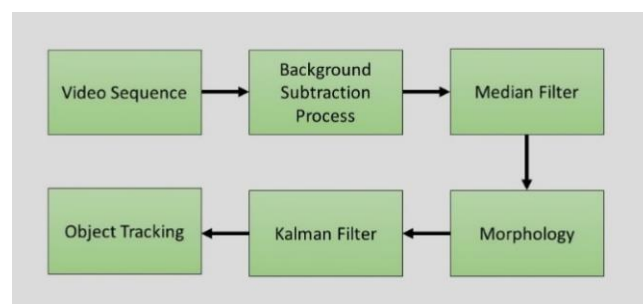 Video Sequence
Background
Subtraction
Process
Median Filter
Morphology
Kalman Filter
Object Tracking